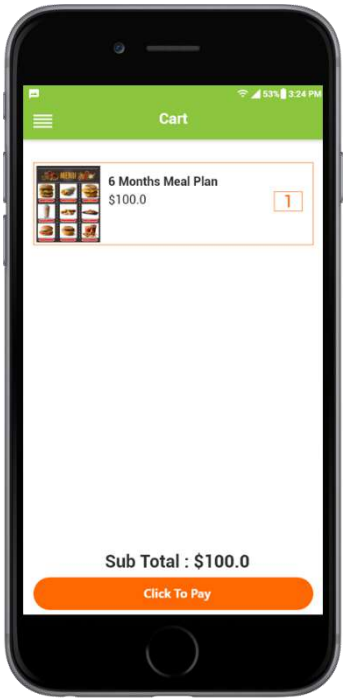 53% 3:24 PM
Cart
MENU
6 Months Meal Plan
$100.0
1
Sub Total : $100.0
Click To Pay